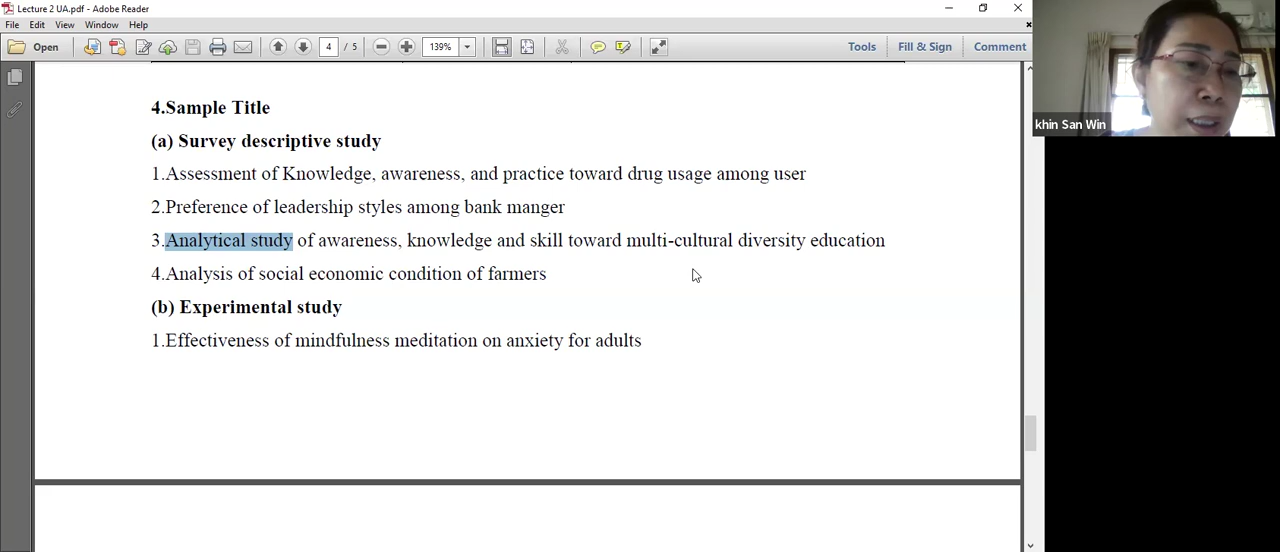 Lecture 2 UA.pdf - Adobe Reader
File Edit View Window Help
Open 4 / 5 139% Tools Fill & Sign Comment
khin San Win
4.Sample Title
(a) Survey descriptive study
1.Assessment of Knowledge, awareness, and practice toward drug usage among user
2.Preference of leadership styles among bank manger
3.Analytical study of awareness, knowledge and skill toward multi-cultural diversity education
4.Analysis of social economic condition of farmers
(b) Experimental study
1.Effectiveness of mindfulness meditation on anxiety for adults